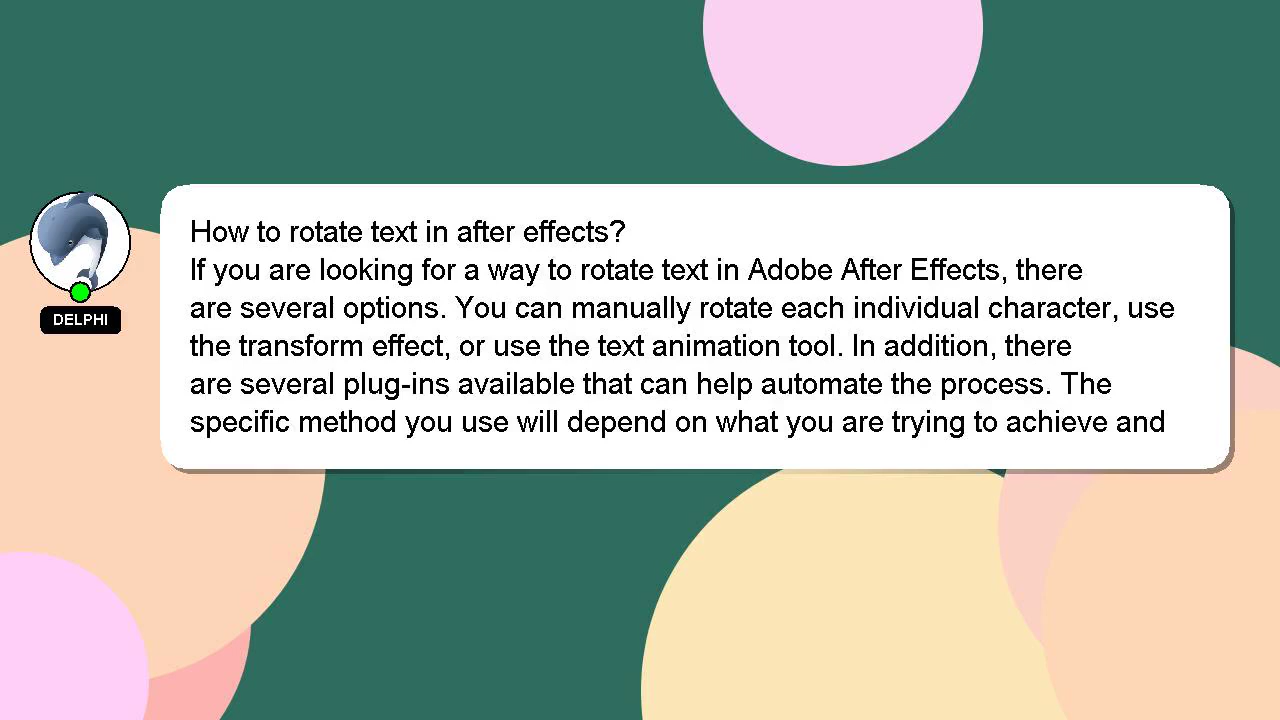 How to rotate text in after effects?
If you are looking for a way to rotate text in Adobe After Effects, there
are several options. You can manually rotate each individual character, use
the transform effect, or use the text animation tool. In addition, there
are several plug-ins available that can help automate the process. The
specific method you use will depend on what you are trying to achieve and
DELPHI